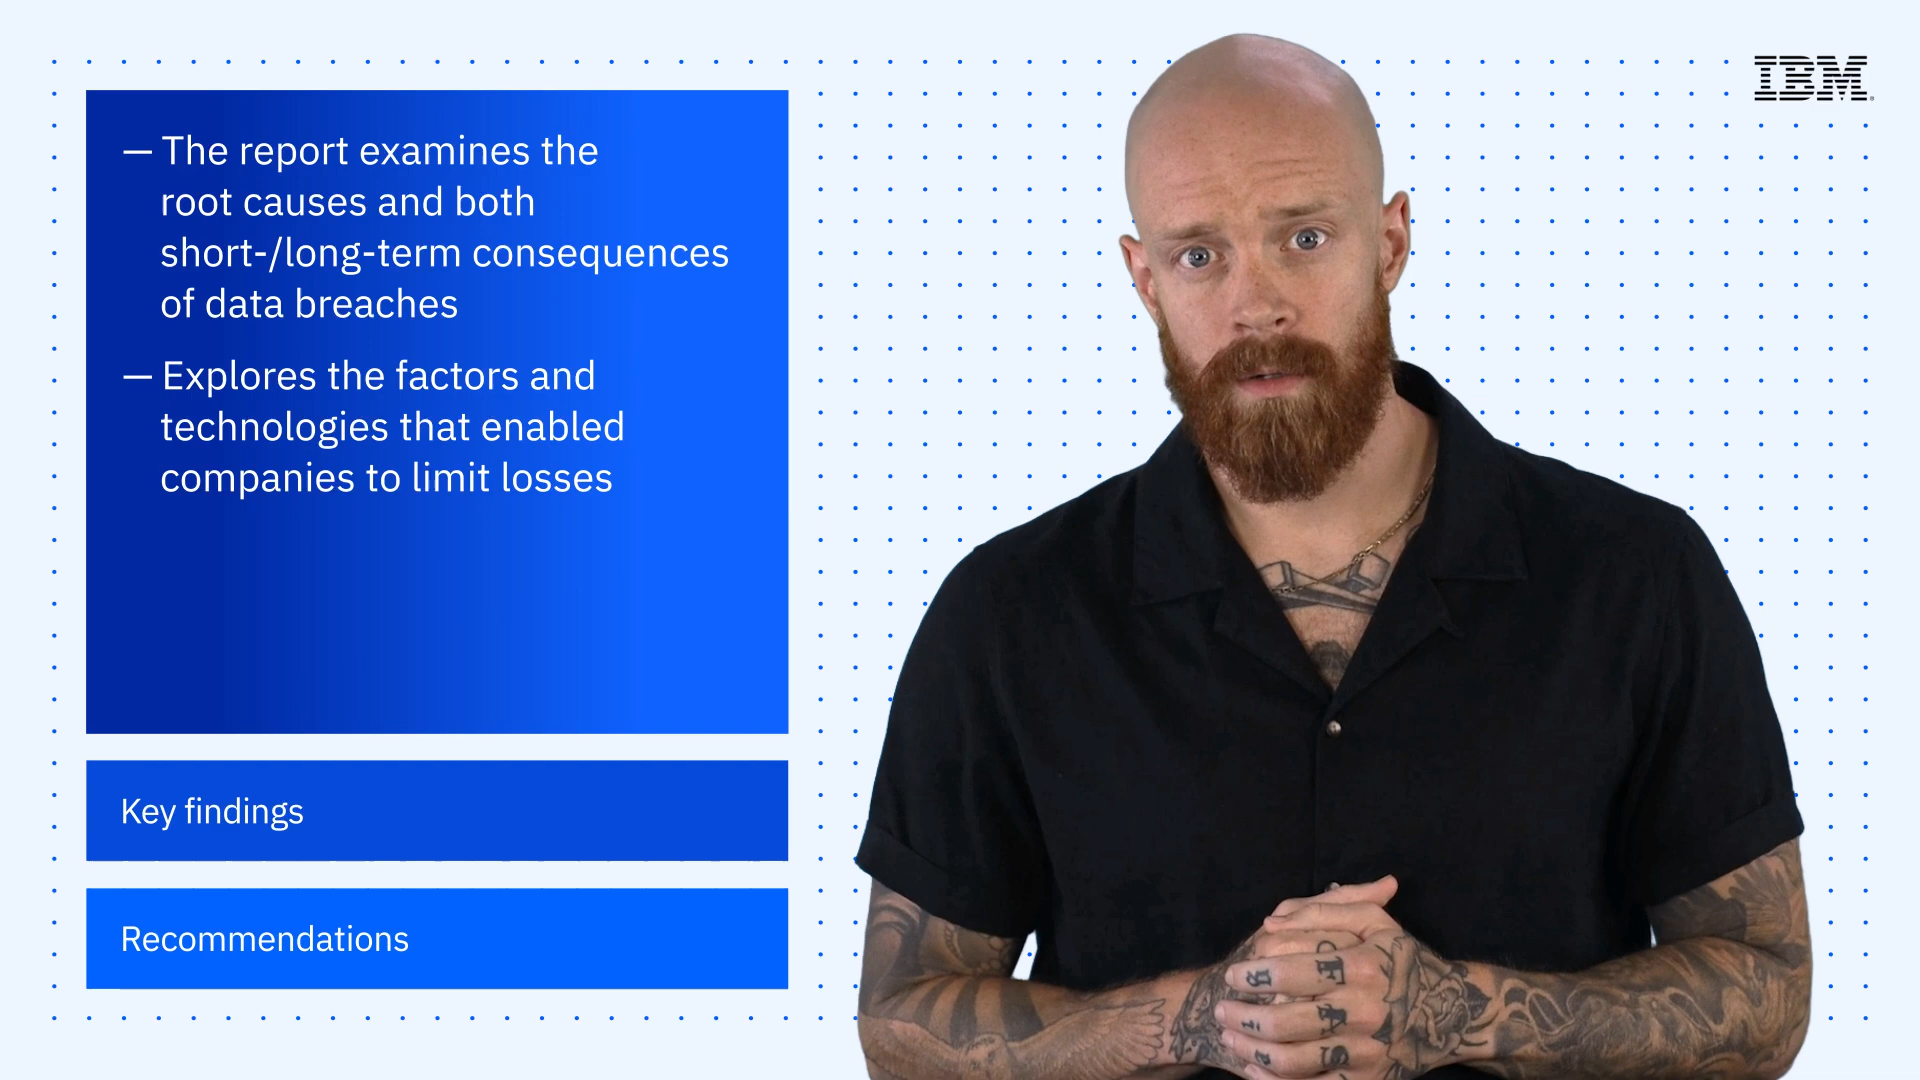 — The report examines the
root causes and both
short-/long-term consequences
of data breaches
— Explores the factors and
technologies that enabled
companies to limit losses
Key findings
Recommendations
IBM